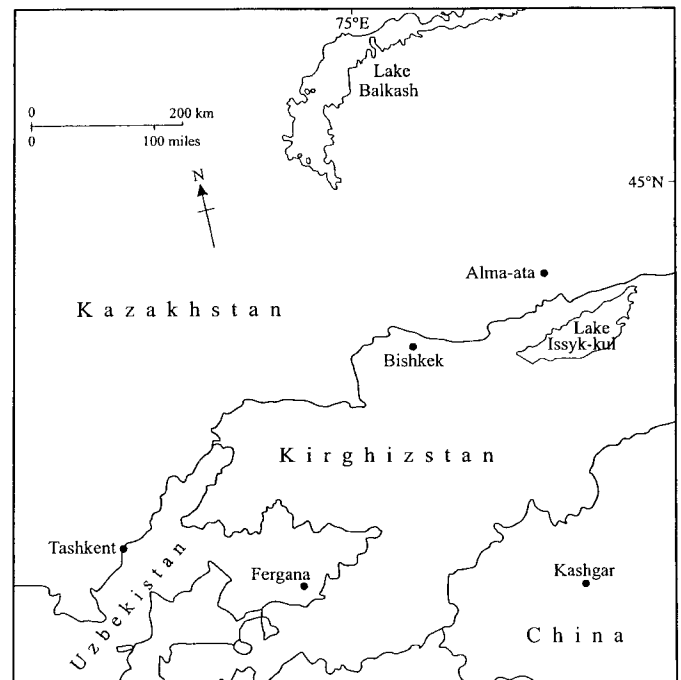 75°E
Lake
Balkash
0 200 km
0 100 miles
N
45°N
Alma-ata
Kazakhstan
Lake
Issyk-kul
Bishkek
Kirghizstan
Tashkent
Uzbekistan
Fergana
Kashgar
China